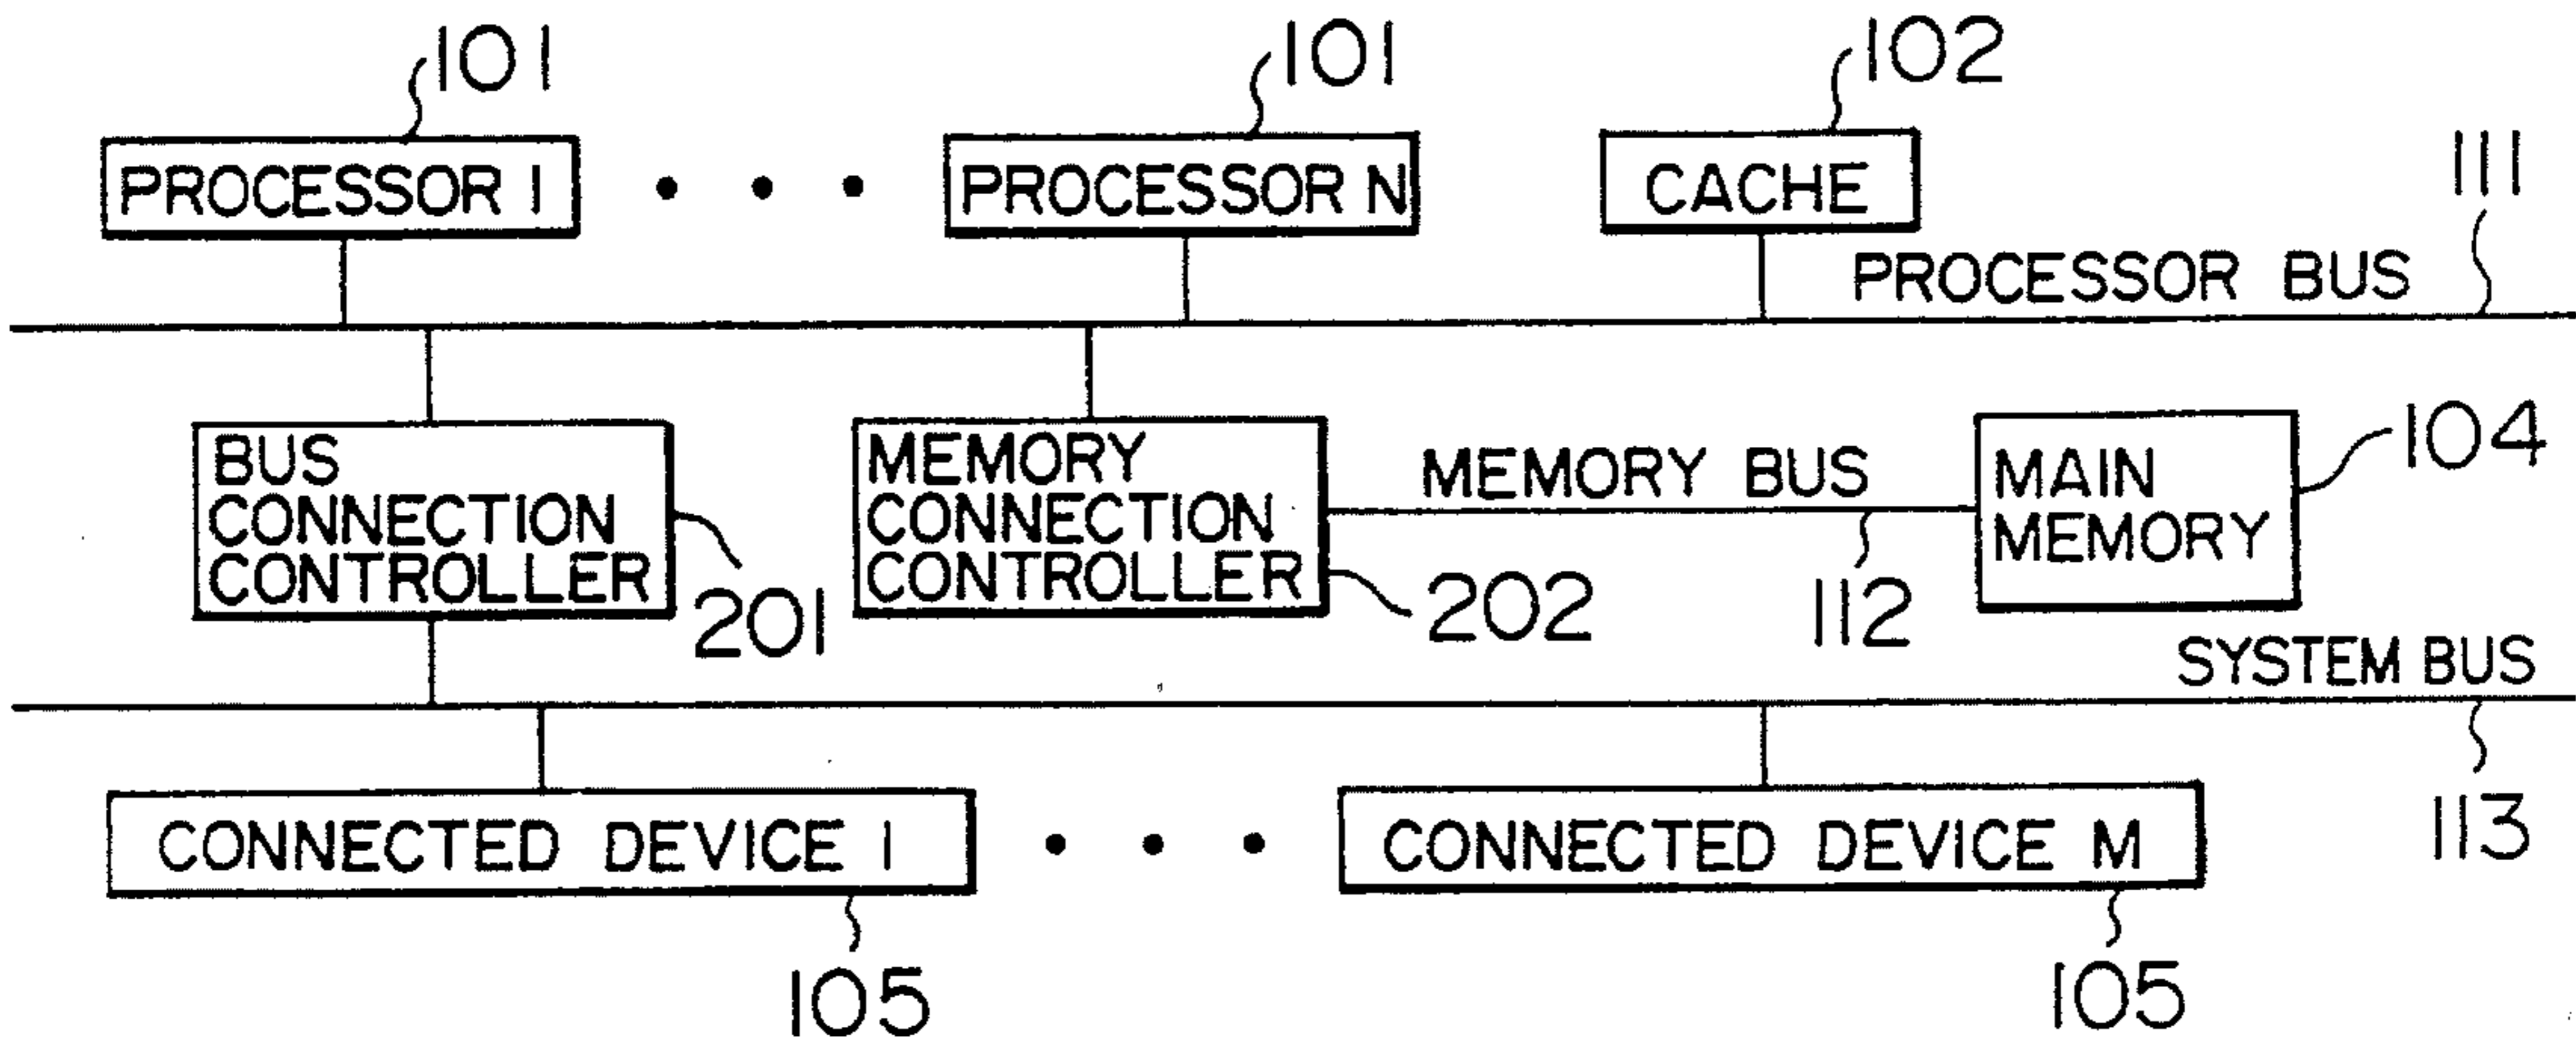 101
101
102
PROCESSOR 1
PROCESSOR N
CACHE
111
PROCESSOR BUS
BUS
CONNECTION
CONTROLLER
201
MEMORY
CONNECTION
CONTROLLER
202
MEMORY BUS
112
MAIN
MEMORY
104
SYSTEM BUS
113
CONNECTED DEVICE 1
CONNECTED DEVICE M
105
105